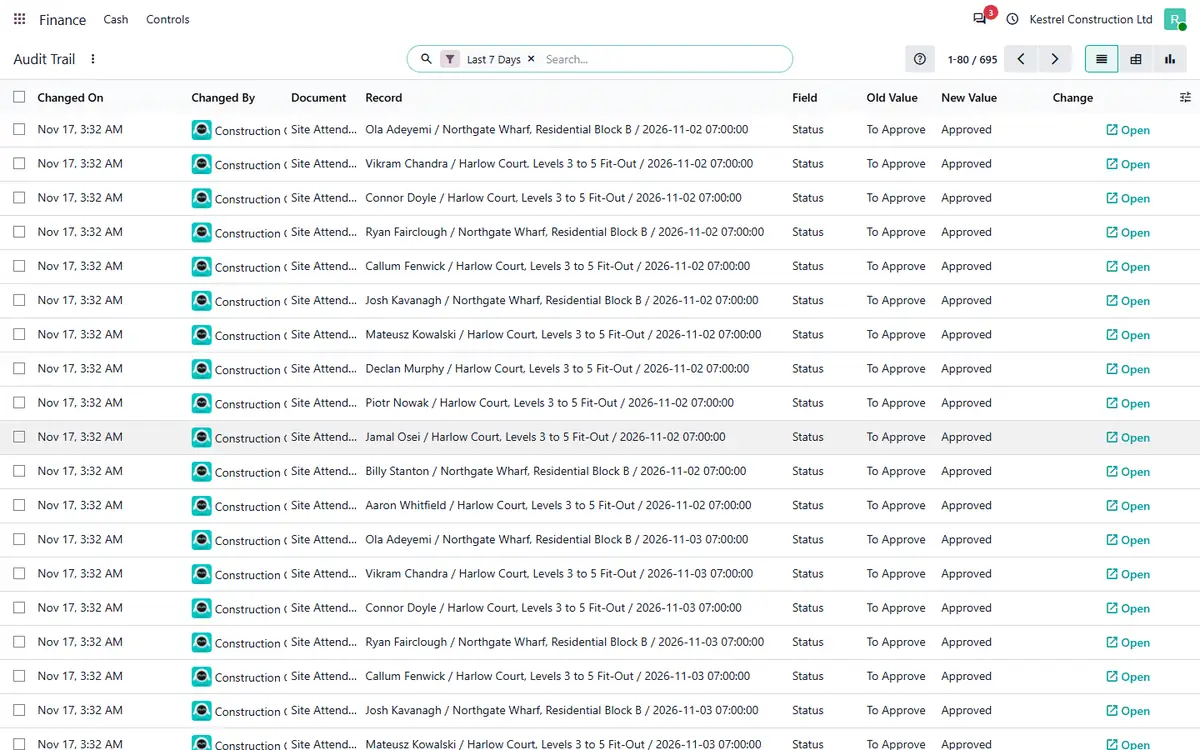 Finance Cash Controls 3 Kestrel Construction Ltd R
Audit Trail Last 7 Days × Search... 1-80 / 695
Changed On Changed By Document Record Field Old Value New Value Change
Nov 17, 3:32 AM Construction ( Site Attend... Ola Adeyemi / Northgate Wharf, Residential Block B / 2026-11-02 07:00:00 Status To Approve Approved Open
Nov 17, 3:32 AM Construction ( Site Attend... Vikram Chandra / Harlow Court, Levels 3 to 5 Fit-Out / 2026-11-02 07:00:00 Status To Approve Approved Open
Nov 17, 3:32 AM Construction ( Site Attend... Connor Doyle / Harlow Court, Levels 3 to 5 Fit-Out / 2026-11-02 07:00:00 Status To Approve Approved Open
Nov 17, 3:32 AM Construction ( Site Attend... Ryan Fairclough / Northgate Wharf, Residential Block B / 2026-11-02 07:00:00 Status To Approve Approved Open
Nov 17, 3:32 AM Construction ( Site Attend... Callum Fenwick / Harlow Court, Levels 3 to 5 Fit-Out / 2026-11-02 07:00:00 Status To Approve Approved Open
Nov 17, 3:32 AM Construction ( Site Attend... Josh Kavanagh / Northgate Wharf, Residential Block B / 2026-11-02 07:00:00 Status To Approve Approved Open
Nov 17, 3:32 AM Construction ( Site Attend... Mateusz Kowalski / Harlow Court, Levels 3 to 5 Fit-Out / 2026-11-02 07:00:00 Status To Approve Approved Open
Nov 17, 3:32 AM Construction ( Site Attend... Declan Murphy / Harlow Court, Levels 3 to 5 Fit-Out / 2026-11-02 07:00:00 Status To Approve Approved Open
Nov 17, 3:32 AM Construction ( Site Attend... Piotr Nowak / Harlow Court, Levels 3 to 5 Fit-Out / 2026-11-02 07:00:00 Status To Approve Approved Open
Nov 17, 3:32 AM Construction ( Site Attend... Jamal Osei / Harlow Court, Levels 3 to 5 Fit-Out / 2026-11-02 07:00:00 Status To Approve Approved Open
Nov 17, 3:32 AM Construction ( Site Attend... Billy Stanton / Northgate Wharf, Residential Block B / 2026-11-02 07:00:00 Status To Approve Approved Open
Nov 17, 3:32 AM Construction ( Site Attend... Aaron Whitfield / Harlow Court, Levels 3 to 5 Fit-Out / 2026-11-02 07:00:00 Status To Approve Approved Open
Nov 17, 3:32 AM Construction ( Site Attend... Ola Adeyemi / Northgate Wharf, Residential Block B / 2026-11-03 07:00:00 Status To Approve Approved Open
Nov 17, 3:32 AM Construction ( Site Attend... Vikram Chandra / Harlow Court, Levels 3 to 5 Fit-Out / 2026-11-03 07:00:00 Status To Approve Approved Open
Nov 17, 3:32 AM Construction ( Site Attend... Connor Doyle / Harlow Court, Levels 3 to 5 Fit-Out / 2026-11-03 07:00:00 Status To Approve Approved Open
Nov 17, 3:32 AM Construction ( Site Attend... Ryan Fairclough / Northgate Wharf, Residential Block B / 2026-11-03 07:00:00 Status To Approve Approved Open
Nov 17, 3:32 AM Construction ( Site Attend... Callum Fenwick / Harlow Court, Levels 3 to 5 Fit-Out / 2026-11-03 07:00:00 Status To Approve Approved Open
Nov 17, 3:32 AM Construction ( Site Attend... Josh Kavanagh / Northgate Wharf, Residential Block B / 2026-11-03 07:00:00 Status To Approve Approved Open
Nov 17, 3:32 AM Construction ( Site Attend... Mateusz Kowalski / Harlow Court, Levels 3 to 5 Fit-Out / 2026-11-03 07:00:00 Status To Approve Approved Open